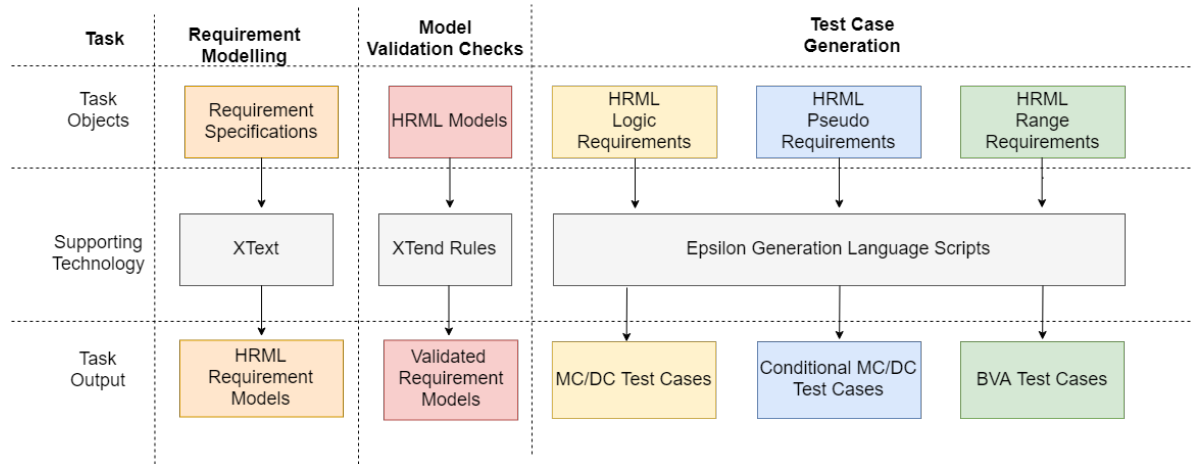 Task
Requirement
Modelling
Model
Validation Checks
Test Case
Generation
Task
Objects
Requirement
Specifications
HRML Models
HRML
Logic
Requirements
HRML
Pseudo
Requirements
HRML
Range
Requirements
Supporting
Technology
XText
XTend Rules
Epsilon Generation Language Scripts
Task
Output
HRML
Requirement
Models
Validated
Requirement
Models
MC/DC Test Cases
Conditional MC/DC
Test Cases
BVA Test Cases